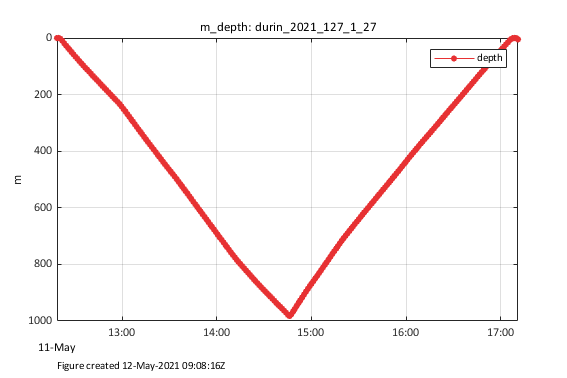 m_depth: durin_2021_127_1_27
depth
m
0
200
400
600
800
1000
13:00 14:00 15:00 16:00 17:00
11-May
Figure created 12-May-2021 09:08:16Z